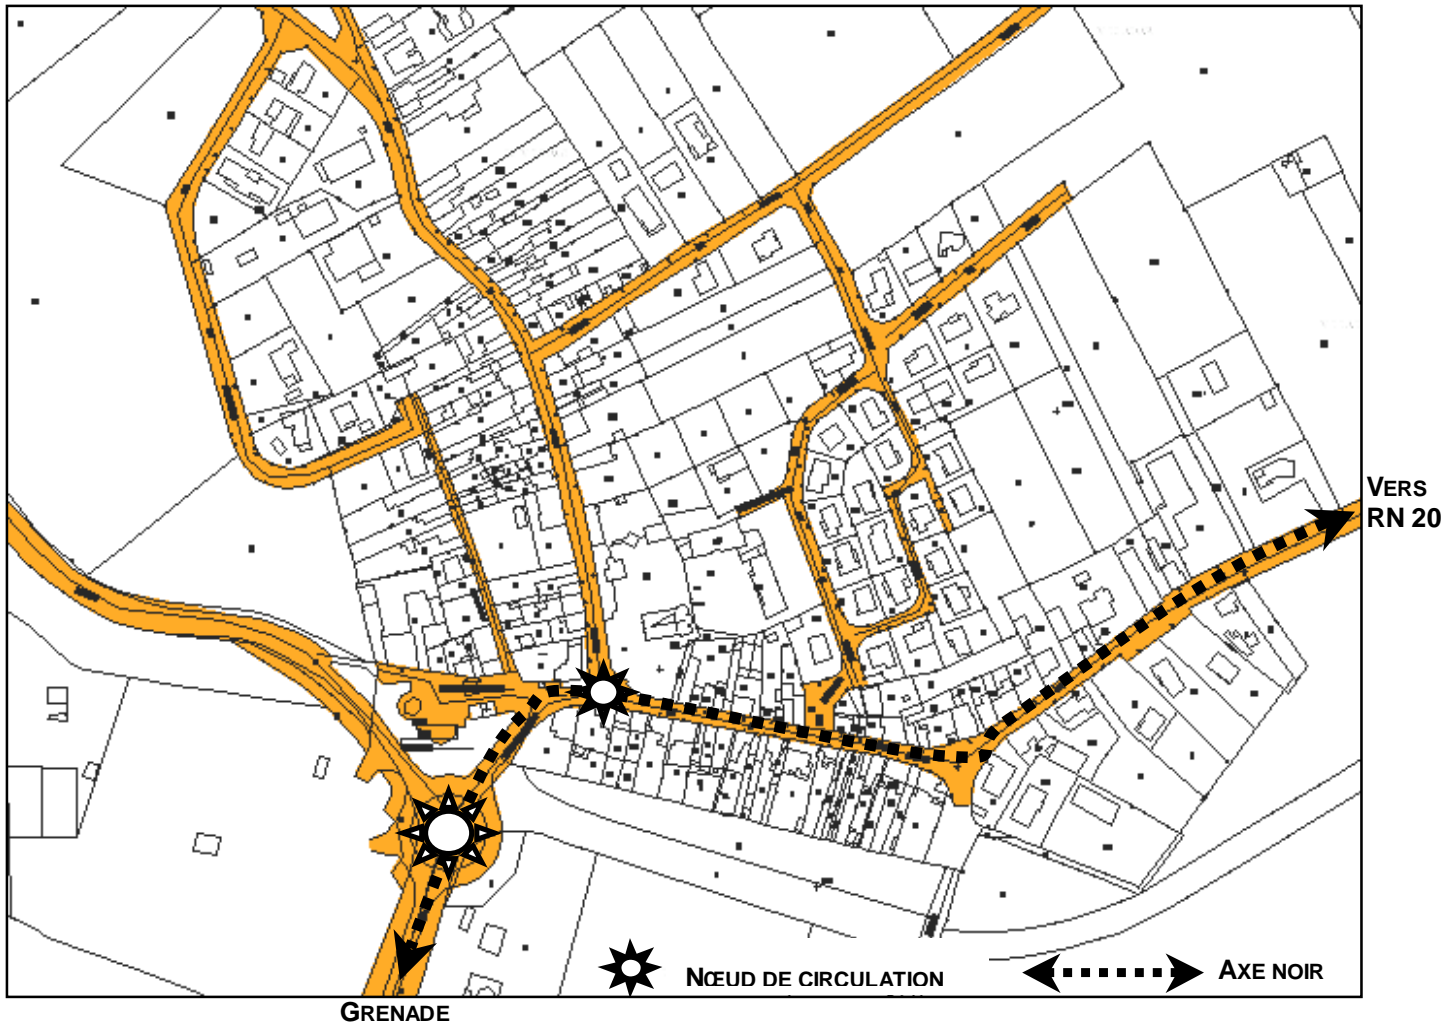 VERS
RN 20
NŒUD DE CIRCULATION
AXE NOIR
GRENADE